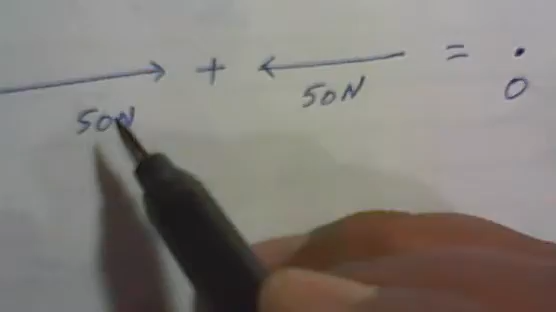 → + ← = .
50N 50N 0